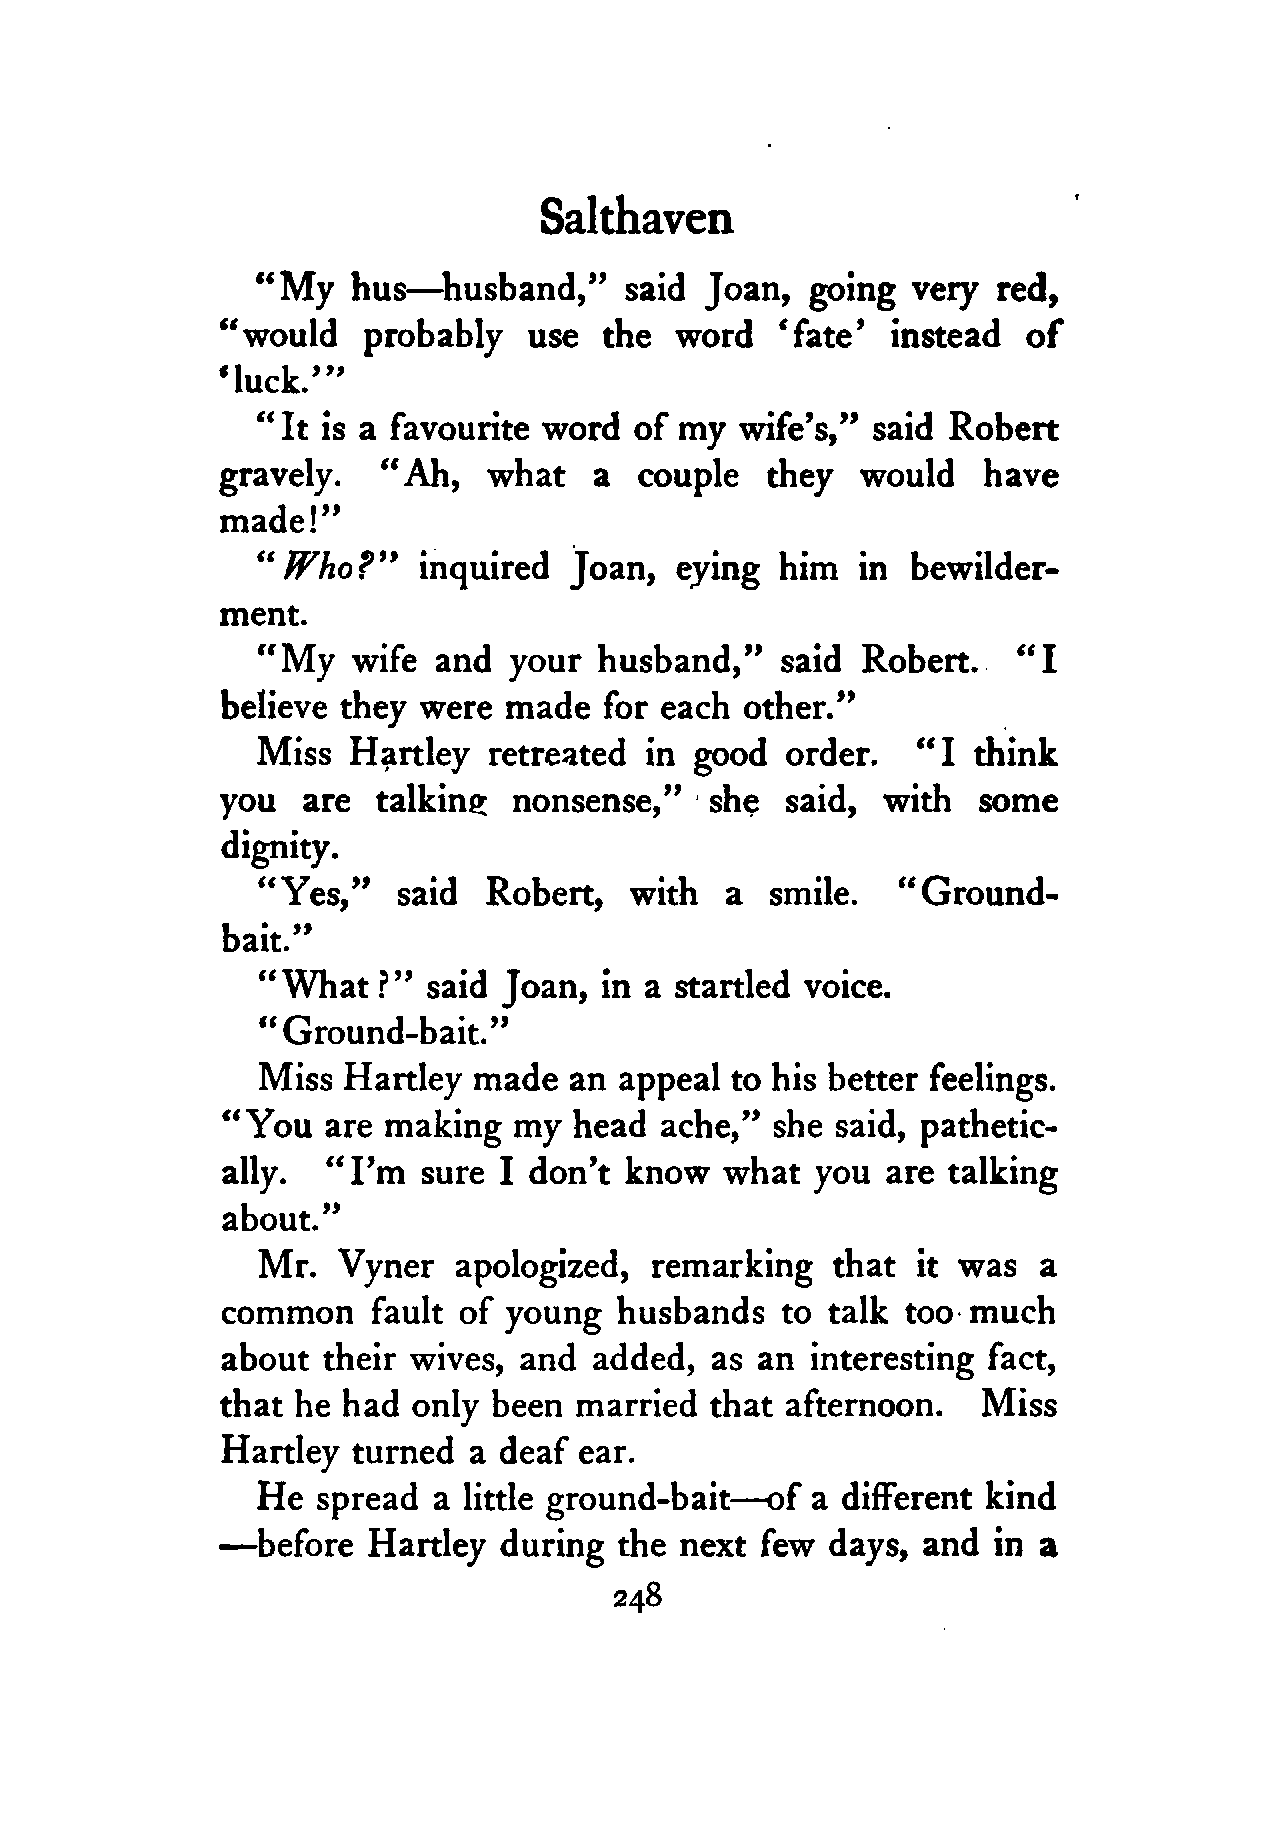 Salthaven
"My hus—husband," said Joan, going very red,
"would probably use the word 'fate' instead of
'luck.'"
"It is a favourite word of my wife's," said Robert
gravely. "Ah, what a couple they would have
made!"
"Who?" inquired Joan, eying him in bewilder-
ment.
"My wife and your husband," said Robert. "I
believe they were made for each other."
Miss Hartley retreated in good order. "I think
you are talking nonsense," she said, with some
dignity.
"Yes," said Robert, with a smile. "Ground-
bait."
"What?" said Joan, in a startled voice.
"Ground-bait."
Miss Hartley made an appeal to his better feelings.
"You are making my head ache," she said, pathetic-
ally. "I'm sure I don't know what you are talking
about."
Mr. Vyner apologized, remarking that it was a
common fault of young husbands to talk too much
about their wives, and added, as an interesting fact,
that he had only been married that afternoon. Miss
Hartley turned a deaf ear.
He spread a little ground-bait—of a different kind
—before Hartley during the next few days, and in a
248